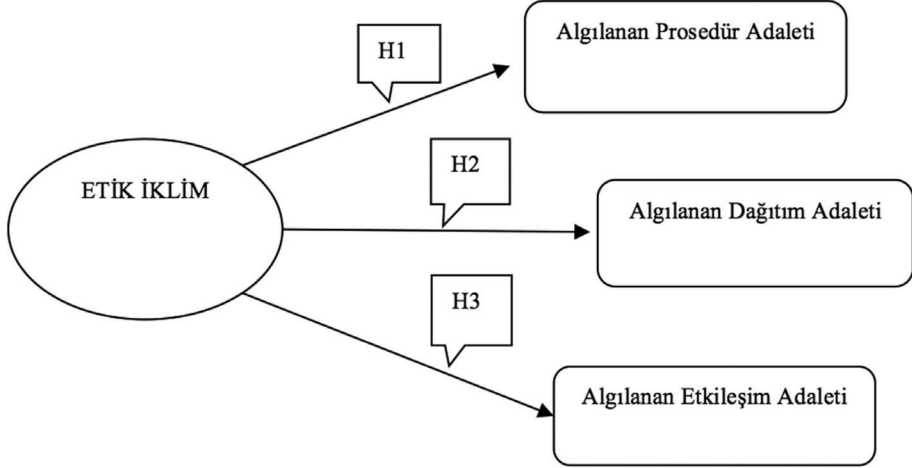 Algılanan Prosedür Adaleti
H1
ETİK İKLİM
H2
Algılanan Dağıtım Adaleti
H3
Algılanan Etkileşim Adaleti